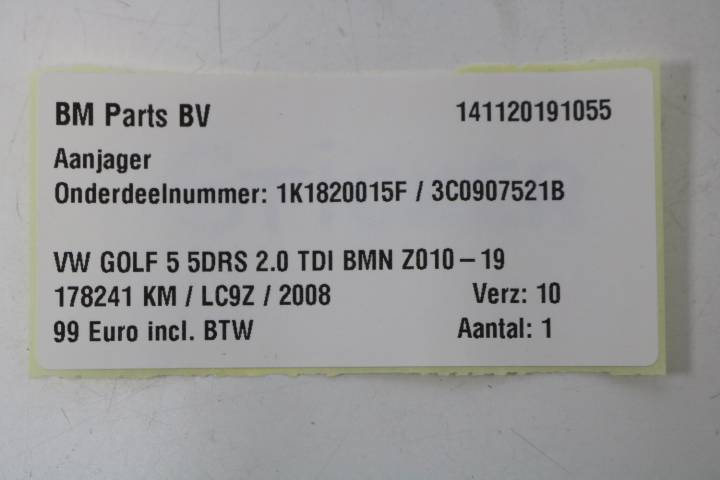 BM Parts BV 141120191055
Aanjager
Onderdeelnummer: 1K1820015F / 3C0907521B
VW GOLF 5 5DRS 2.0 TDI BMN Z010-19
178241 KM / LC9Z / 2008 Verz: 10
99 Euro incl. BTW Aantal: 1